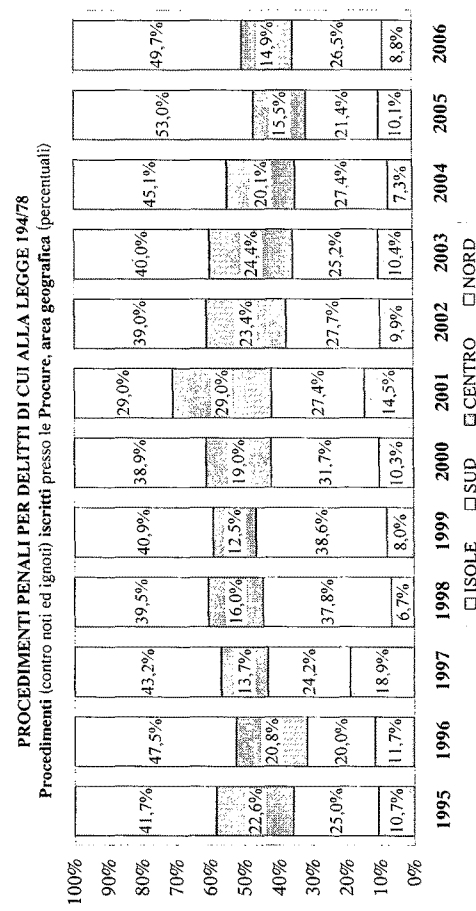 PROCEDIMENTI PENALI PER DELITTI DI CUI ALLA LEGGE 194/78
Procedimenti (contro noti ed ignoti) iscritti presso le Procure, area geografica (percentuali)
100%
90%
80%
70%
60%
50%
40%
30%
20%
10%
0%
41,7% 47,5% 43,2% 39,5% 40,9% 38,9% 29,0% 39,0% 40,0% 45,1% 53,0% 49,7%
22,6% 20,8% 13,7% 16,0% 12,5% 19,0% 29,0% 23,4% 24,4% 20,1% 15,5% 14,9%
25,0% 20,0% 24,2% 37,8% 38,6% 31,7% 27,4% 27,7% 25,2% 27,4% 21,4% 26,5%
10,7% 11,7% 18,9% 6,7% 8,0% 10,3% 14,5% 9,9% 10,4% 7,3% 10,1% 8,8%
1995 1996 1997 1998 1999 2000 2001 2002 2003 2004 2005 2006
ISOLE SUD CENTRO NORD